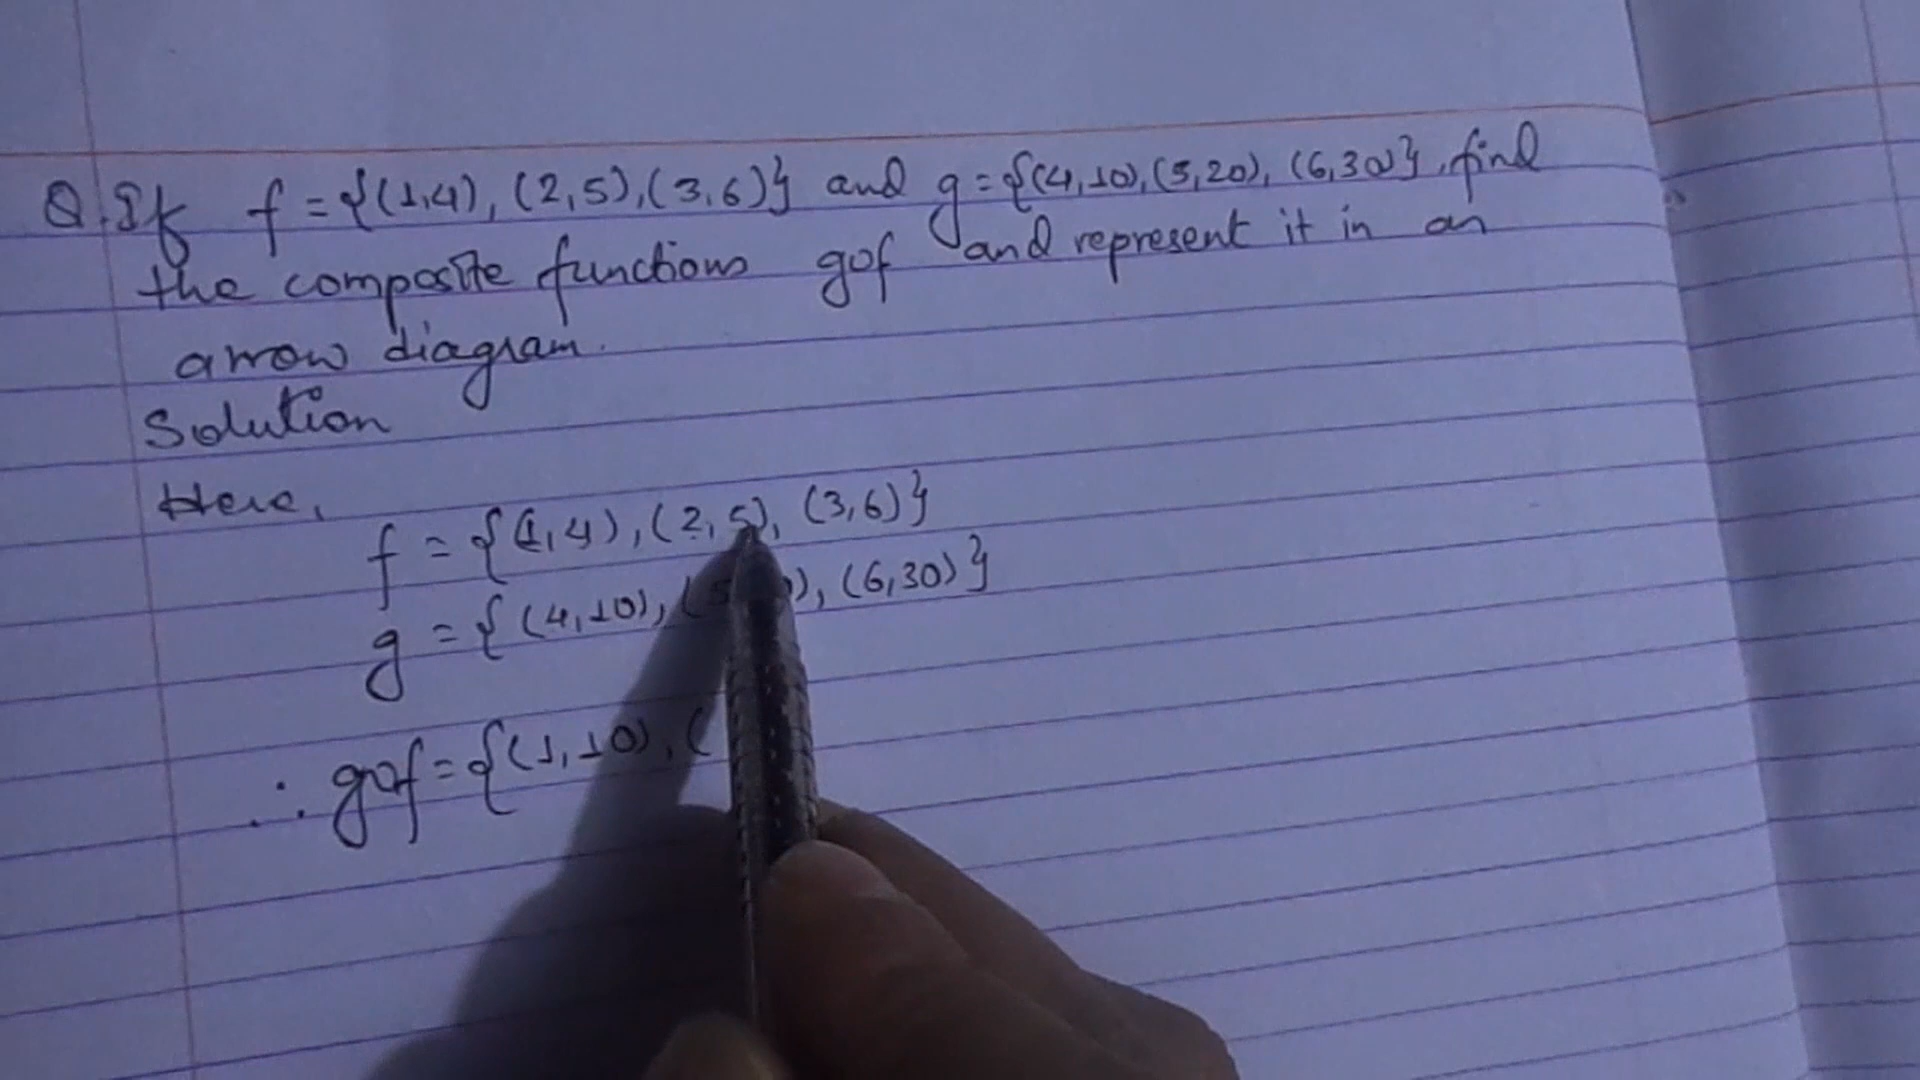 Q. If f = {(1,4), (2,5), (3,6)} and g = {(4,10), (5,20), (6,30)}, find
the composite functions gof and represent it in an
arrow diagram.
Solution
Here,
f = {(1,4), (2,5), (3,6)}
g = {(4,10), (5 0), (6,30)}
∴ gof = {(1,10), (